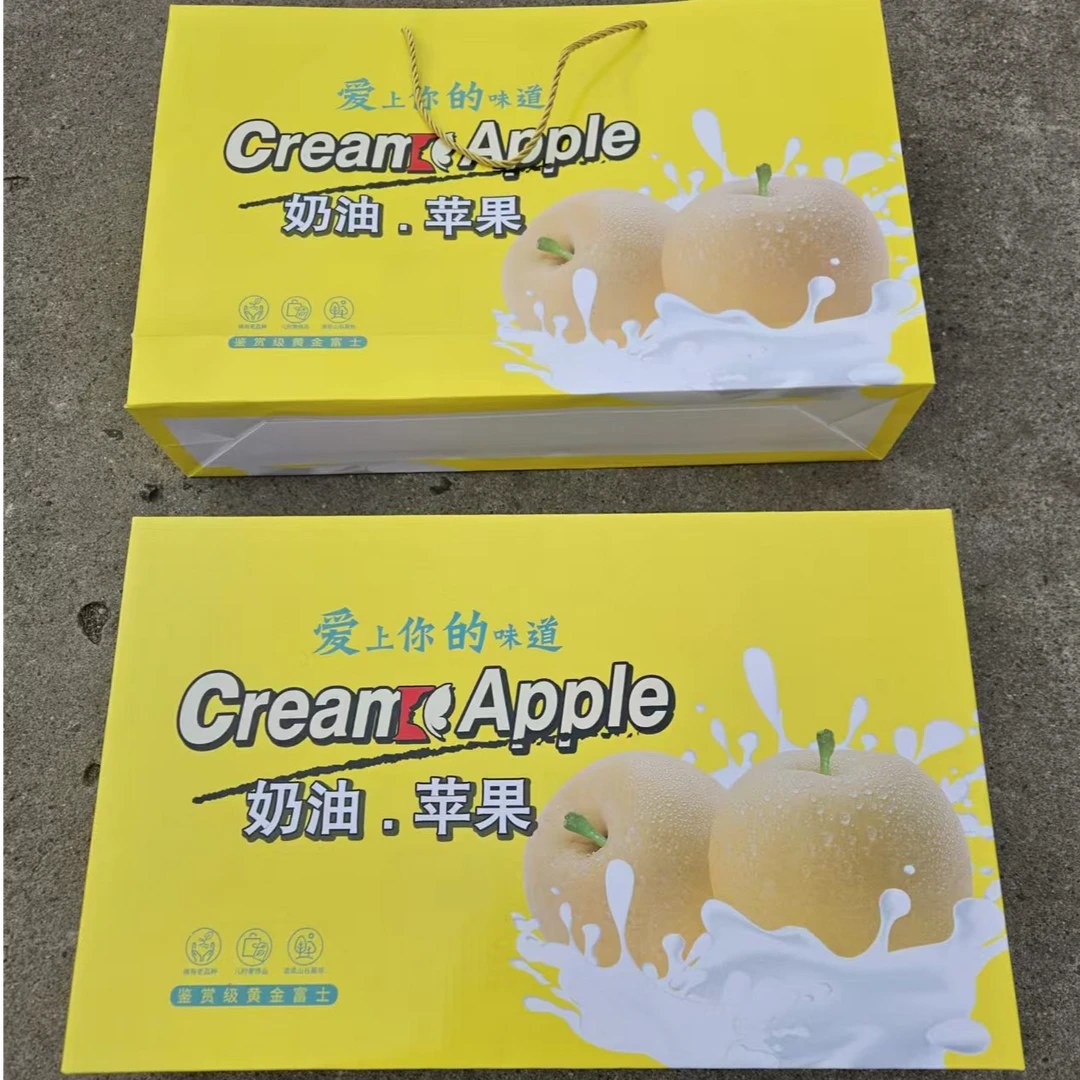 爱上你的味道
Cream Apple
奶油.苹果
鉴赏级黄金富士
爱上你的味道
Cream Apple
奶油.苹果
鉴赏级黄金富士